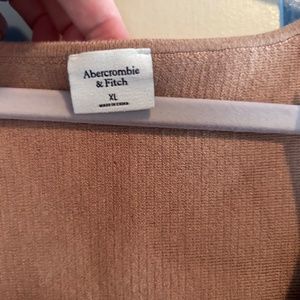 Abercrombie
& Fitch
XL
MADE IN CHINA